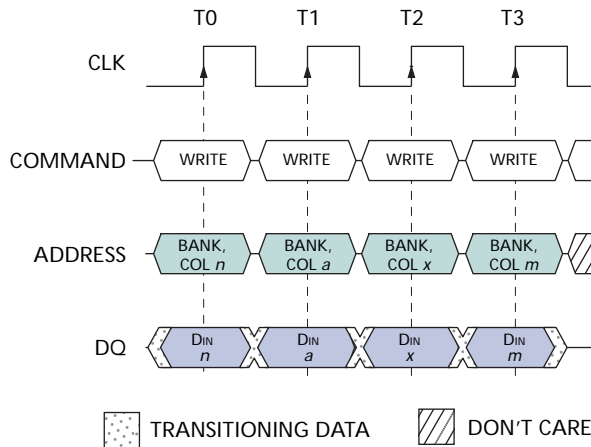 T0 T1 T2 T3
CLK
COMMAND WRITE WRITE WRITE WRITE
ADDRESS BANK, COL n BANK, COL a BANK, COL x BANK, COL m
DQ DIN n DIN a DIN x DIN m
TRANSITIONING DATA DON'T CARE